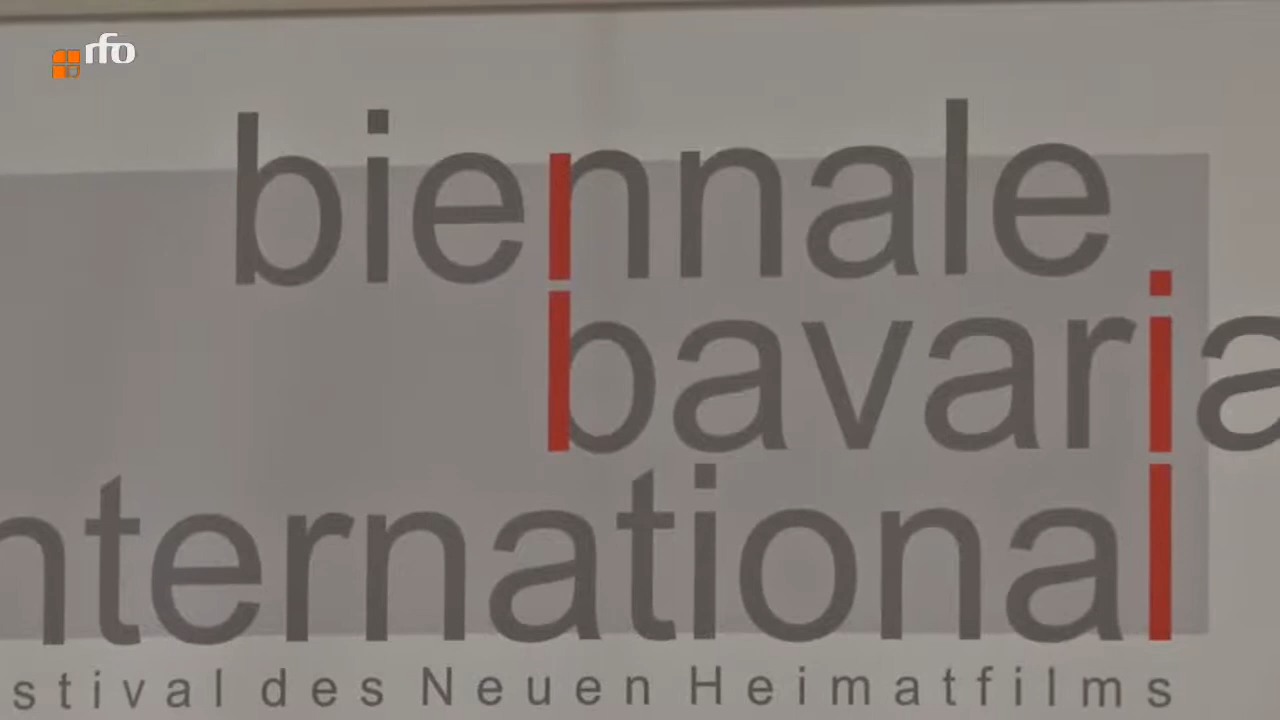 rfo
biennale
bavaria
nternational
stival des Neuen Heimatfilms